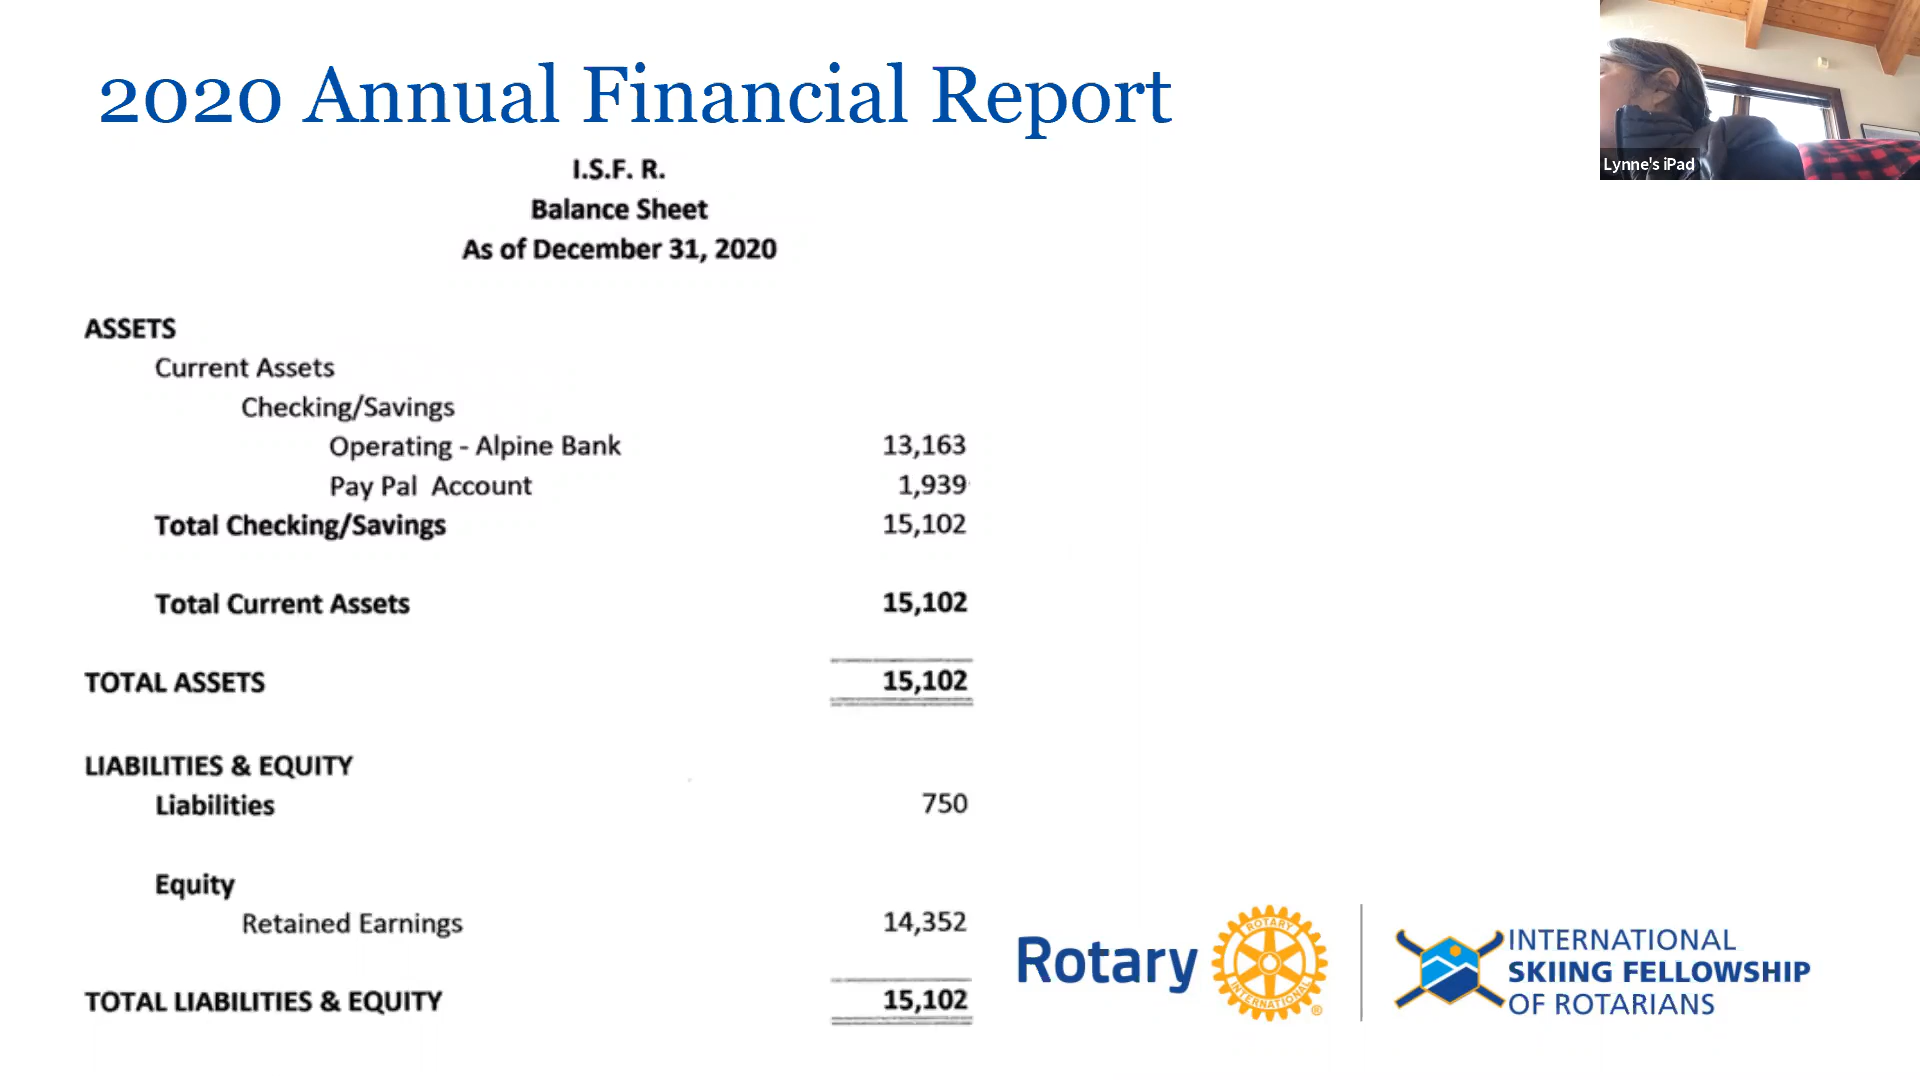 2020 Annual Financial Report
Lynne's iPad
I.S.F. R.
Balance Sheet
As of December 31, 2020
ASSETS
Current Assets
Checking/Savings
Operating - Alpine Bank 13,163
Pay Pal Account 1,939
Total Checking/Savings 15,102
Total Current Assets 15,102
TOTAL ASSETS 15,102
LIABILITIES & EQUITY
Liabilities 750
Equity
Retained Earnings 14,352
TOTAL LIABILITIES & EQUITY 15,102
Rotary
ROTARY
INTERNATIONAL
®
INTERNATIONAL
SKIING FELLOWSHIP
OF ROTARIANS